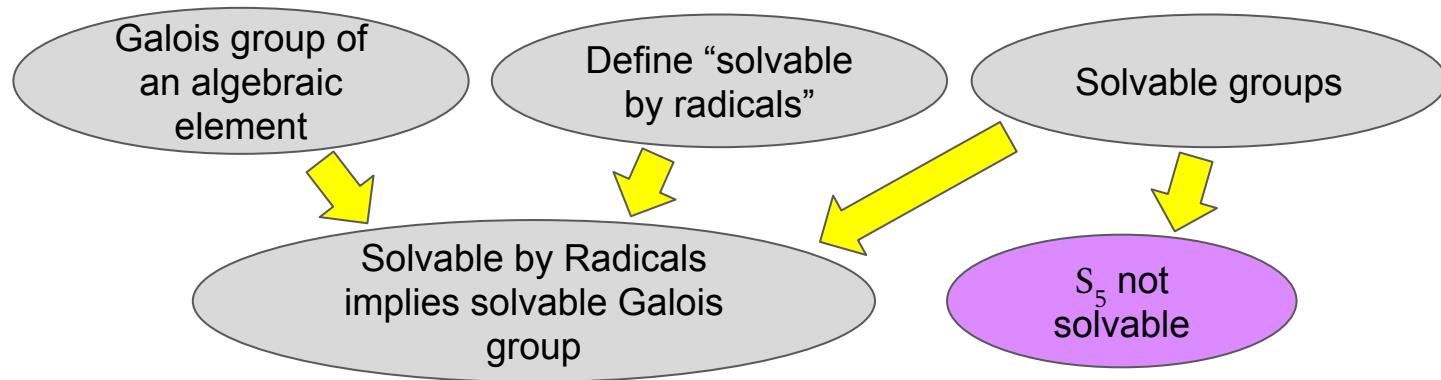 Galois group of
an algebraic
element
Define “solvable
by radicals”
Solvable groups
Solvable by Radicals
implies solvable Galois
group
S₅ not
solvable